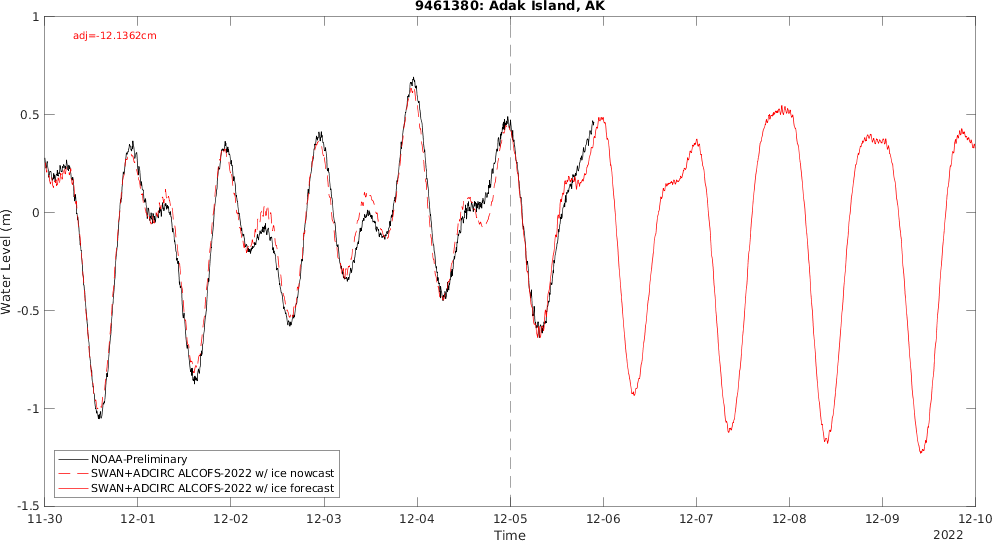 9461380: Adak Island, AK
adj=-12.1362cm
Water Level (m)
1
0.5
0
-0.5
-1
-1.5
NOAA-Preliminary
SWAN+ADCIRC ALCOFS-2022 w/ ice nowcast
SWAN+ADCIRC ALCOFS-2022 w/ ice forecast
11-30 12-01 12-02 12-03 12-04 12-05 12-06 12-07 12-08 12-09 12-10
Time
2022